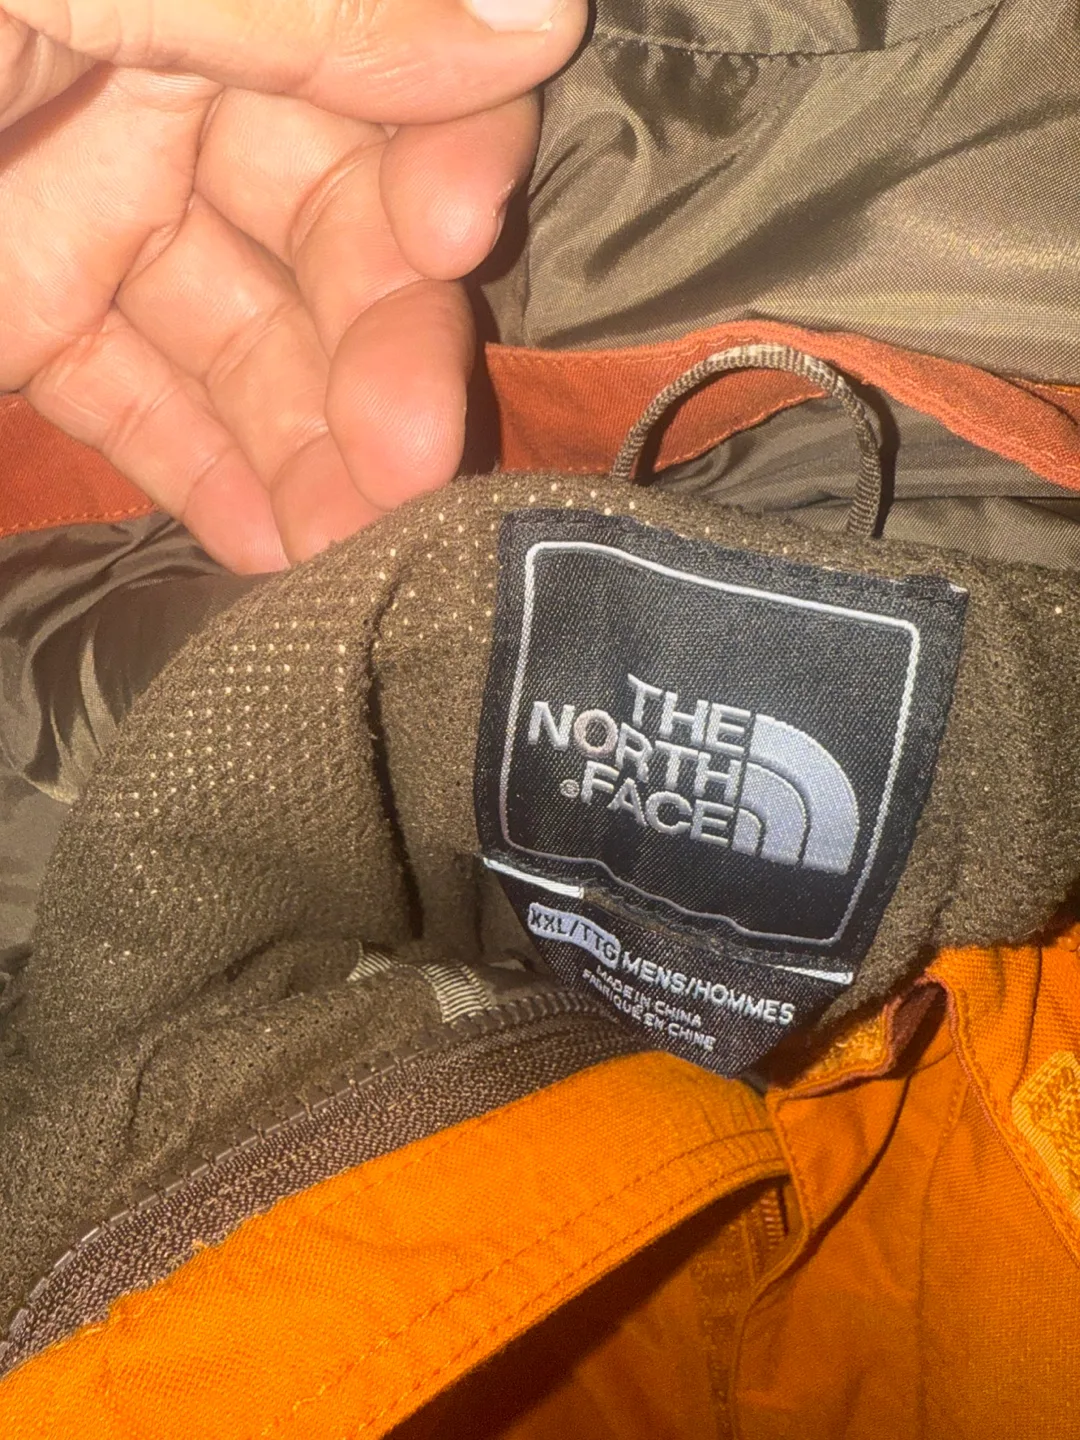 THE
NORTH
®FACE
XXL/TTG MENS/HOMMES
MADE IN CHINA
FABRIQUÉ EN CHINE